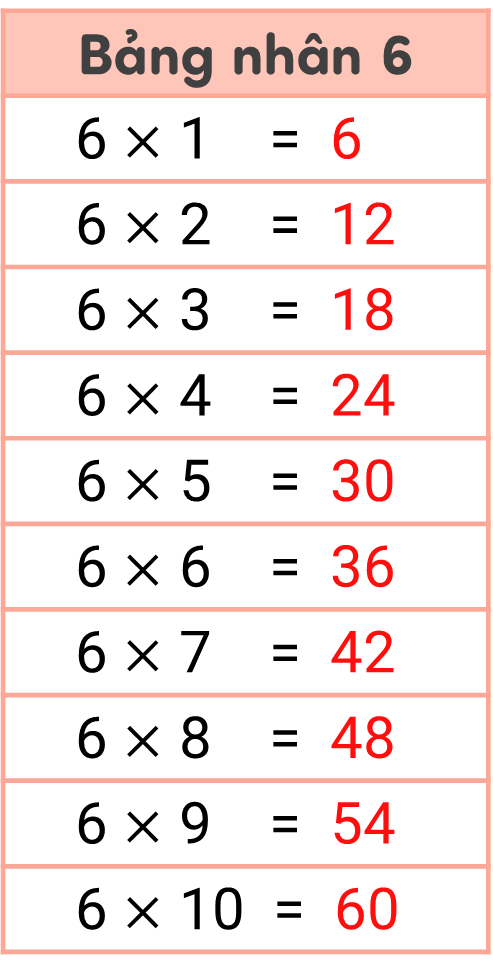 Bảng nhân 6
6 × 1 = 6
6 × 2 = 12
6 × 3 = 18
6 × 4 = 24
6 × 5 = 30
6 × 6 = 36
6 × 7 = 42
6 × 8 = 48
6 × 9 = 54
6 × 10 = 60